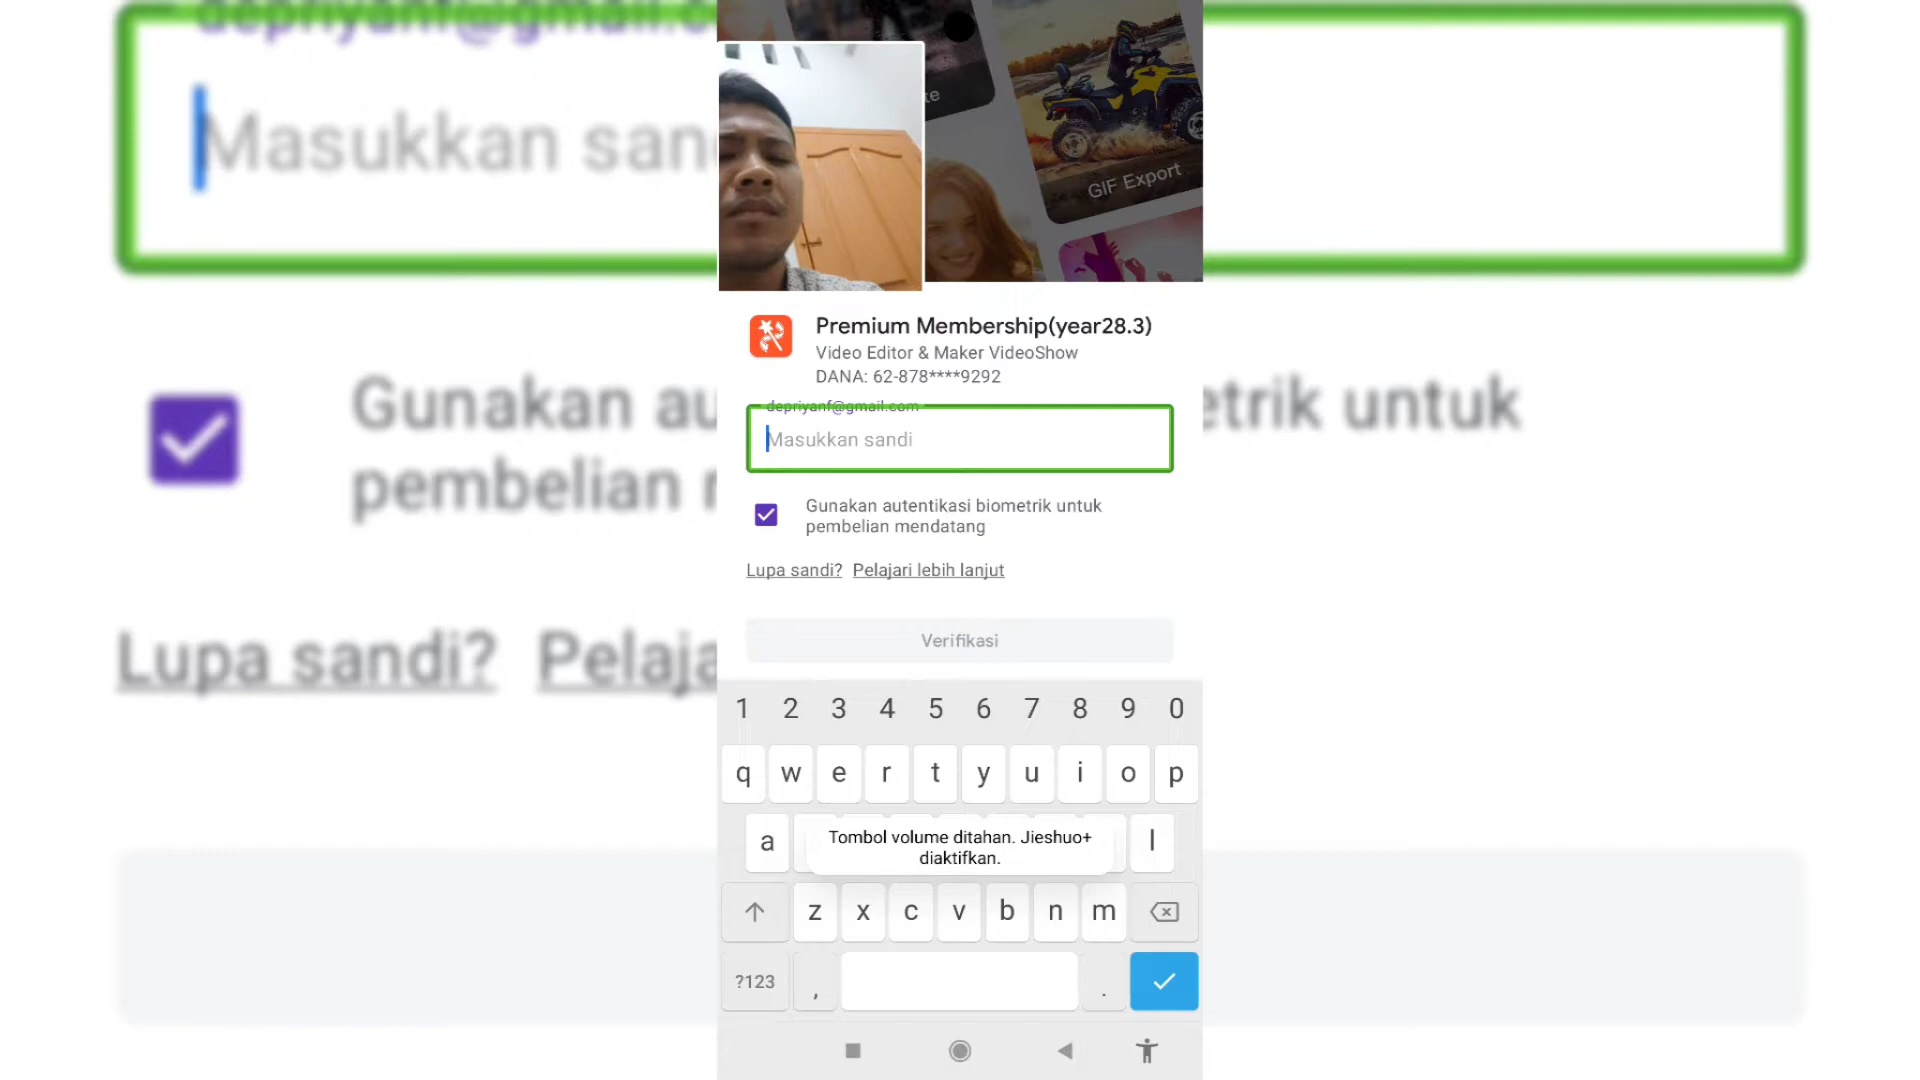 te
GIF Export
Premium Membership(year28.3)
Video Editor & Maker VideoShow
DANA: 62-878****9292
depriyanf@gmail.com
Masukkan sandi
Gunakan autentikasi biometrik untuk
pembelian mendatang
Lupa sandi? Pelajari lebih lanjut
Verifikasi
1 2 3 4 5 6 7 8 9 0
q w e r t y u i o p
a l
Tombol volume ditahan. Jieshuo+
diaktifkan.
z x c v b n m
?123 , .